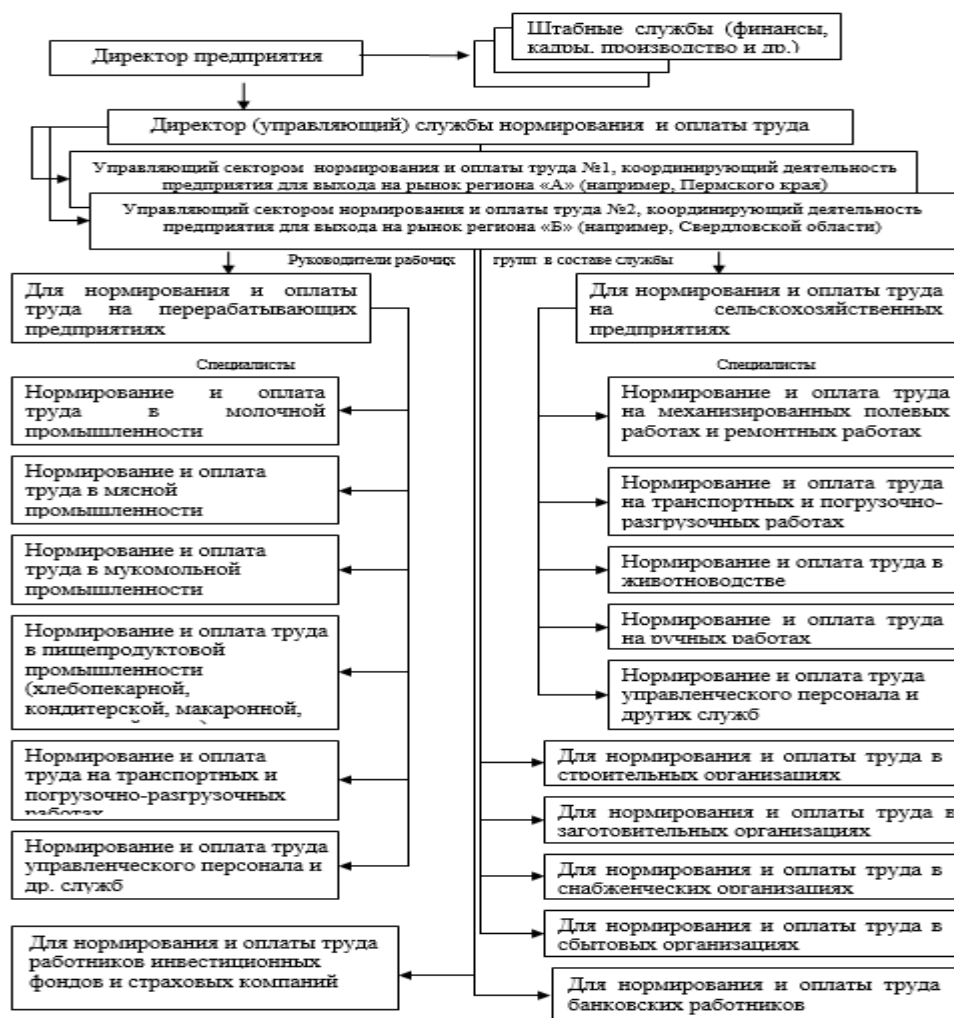 Штабные службы (финансы,
кадры, производство и др.)
Директор предприятия
Директор (управляющий) службы нормирования и оплаты труда
Управляющий сектором нормирования и оплаты труда №1, координирующий деятельность
предприятия для выхода на рынок региона «А» (например, Пермского края)
Управляющий сектором нормирования и оплаты труда №2, координирующий деятельность
предприятия для выхода на рынок региона «Б» (например, Свердловской области)
Руководители рабочих групп в составе службы
Для нормирования и оплаты
труда на перерабатывающих
предприятиях
Специалисты
Нормирование и оплата
труда в молочной
промышленности
Нормирование и оплата
труда в мясной
промышленности
Нормирование и оплата
труда в мукомольной
промышленности
Нормирование и оплата труда
в пищепродуктовой
промышленности
(хлебопекарной,
кондитерской, макаронной,
Нормирование и оплата
труда на транспортных и
погрузочно-разгрузочных
работах
Нормирование и оплата труда
управленческого персонала и
др. служб
Для нормирования и оплаты труда
работников инвестиционных
фондов и страховых компаний
Для нормирования и оплаты труда
на сельскохозяйственных
предприятиях
Специалисты
Нормирование и оплата труда
на механизированных полевых
работах и ремонтных работах
Нормирование и оплата труда
на транспортных и погрузочно-
разгрузочных работах
Нормирование и оплата труда в
животноводстве
Нормирование и оплата труда
на ручных работах
Нормирование и оплата труда
управленческого персонала и
других служб
Для нормирования и оплаты труда в
строительных организациях
Для нормирования и оплаты труда в
заготовительных организациях
Для нормирования и оплаты труда в
снабженческих организациях
Для нормирования и оплаты труда в
сбытовых организациях
Для нормирования и оплаты труда
банковских работников